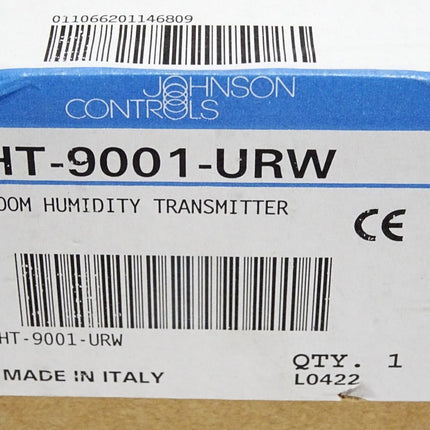 011066201146809
JOHNSON
CONTROLS
HT-9001-URW
OOM HUMIDITY TRANSMITTER
CE
HT-9001-URW
QTY. 1
MADE IN ITALY
L0422